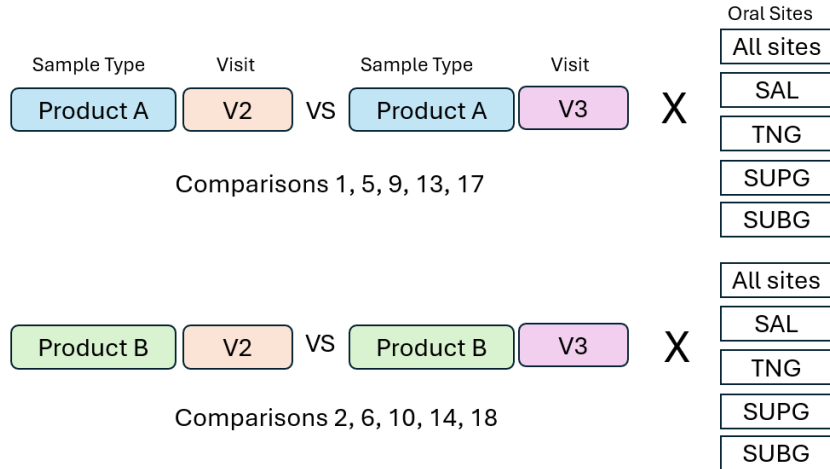 Oral Sites
All sites
Sample Type Visit Sample Type Visit
Product A V2 VS Product A V3 X
SAL
TNG
SUPG
SUBG
Comparisons 1, 5, 9, 13, 17
All sites
Product B V2 VS Product B V3 X
SAL
TNG
SUPG
SUBG
Comparisons 2, 6, 10, 14, 18